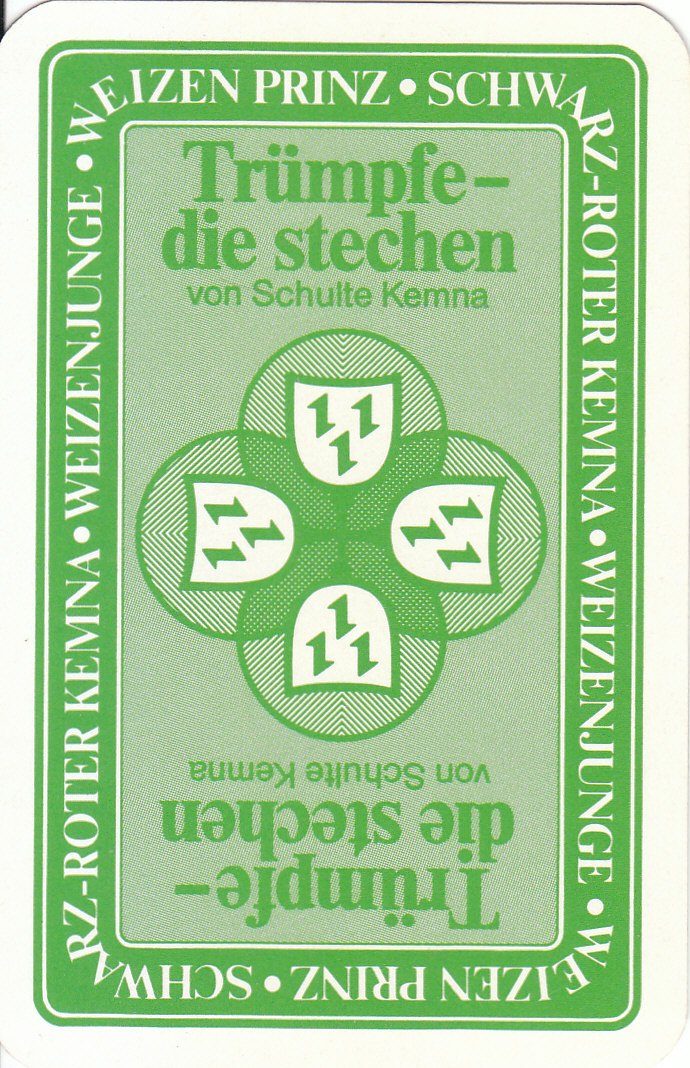 WEIZEN PRINZ • SCHWARZ-ROTER KEMNA • WEIZENJUNGE •
WEIZEN PRINZ • SCHWARZ-ROTER KEMNA • WEIZENJUNGE •
Trümpfe–
die stechen
von Schulte Kemna
Trümpfe–
die stechen
von Schulte Kemna